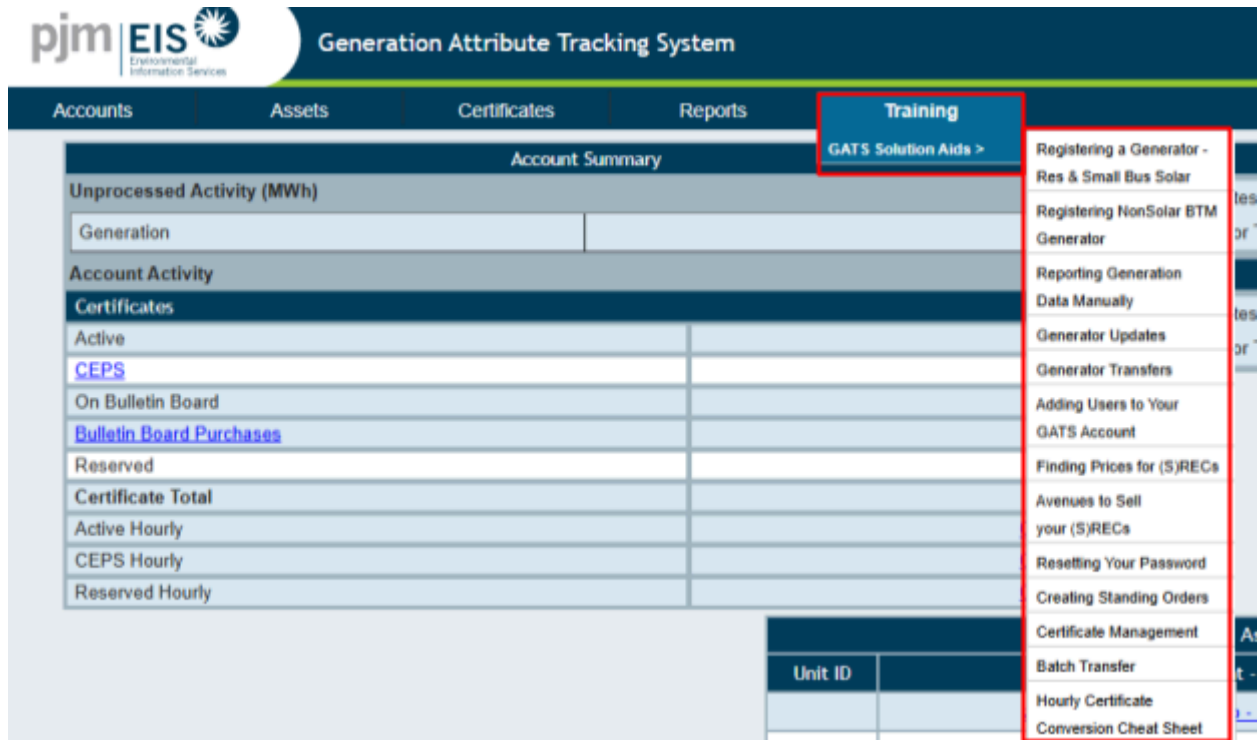 pjm EIS
Environmental
Information Services
Generation Attribute Tracking System
Accounts Assets Certificates Reports Training
GATS Solution Aids >
Account Summary
Unprocessed Activity (MWh)
Generation
Account Activity
Certificates
Active
CEPS
On Bulletin Board
Bulletin Board Purchases
Reserved
Certificate Total
Active Hourly
CEPS Hourly
Reserved Hourly
Registering a Generator -
Res & Small Bus Solar
Registering NonSolar BTM
Generator
Reporting Generation
Data Manually
Generator Updates
Generator Transfers
Adding Users to Your
GATS Account
Finding Prices for (S)RECs
Avenues to Sell
your (S)RECs
Resetting Your Password
Creating Standing Orders
Certificate Management
Batch Transfer
Hourly Certificate
Conversion Cheat Sheet
Unit ID